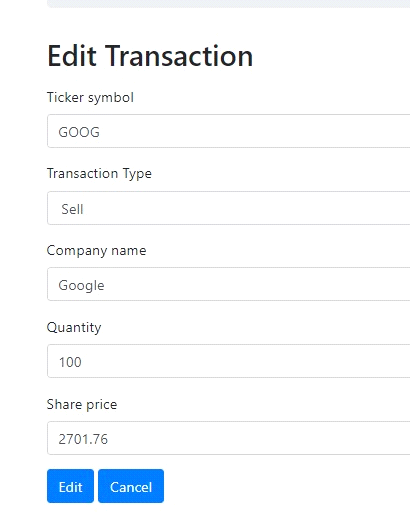 Edit Transaction
Ticker symbol
GOOG
Transaction Type
Sell
Company name
Google
Quantity
100
Share price
2701.76
Edit Cancel